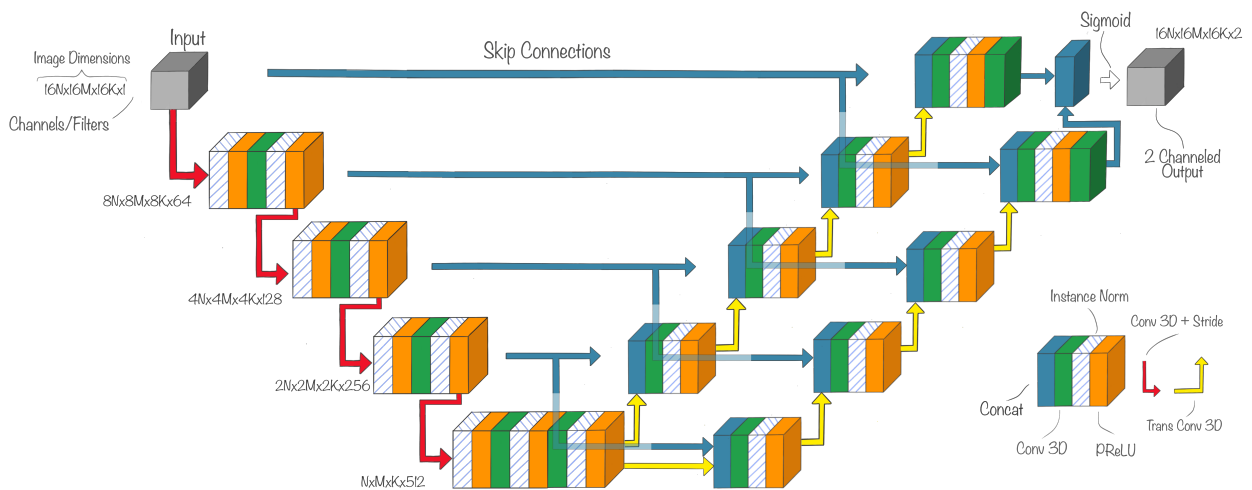 Input
Image Dimensions
16Nx16Mx16Kx1
Channels/Filters
Skip Connections
Sigmoid
16Nx16Mx16Kx2
2 Channeled
Output
8Nx8Mx8Kx64
4Nx4Mx4Kx128
2Nx2Mx2Kx256
NxMxKx512
Instance Norm
Conv 3D + Stride
Concat
Conv 3D
PReLU
Trans Conv 3D